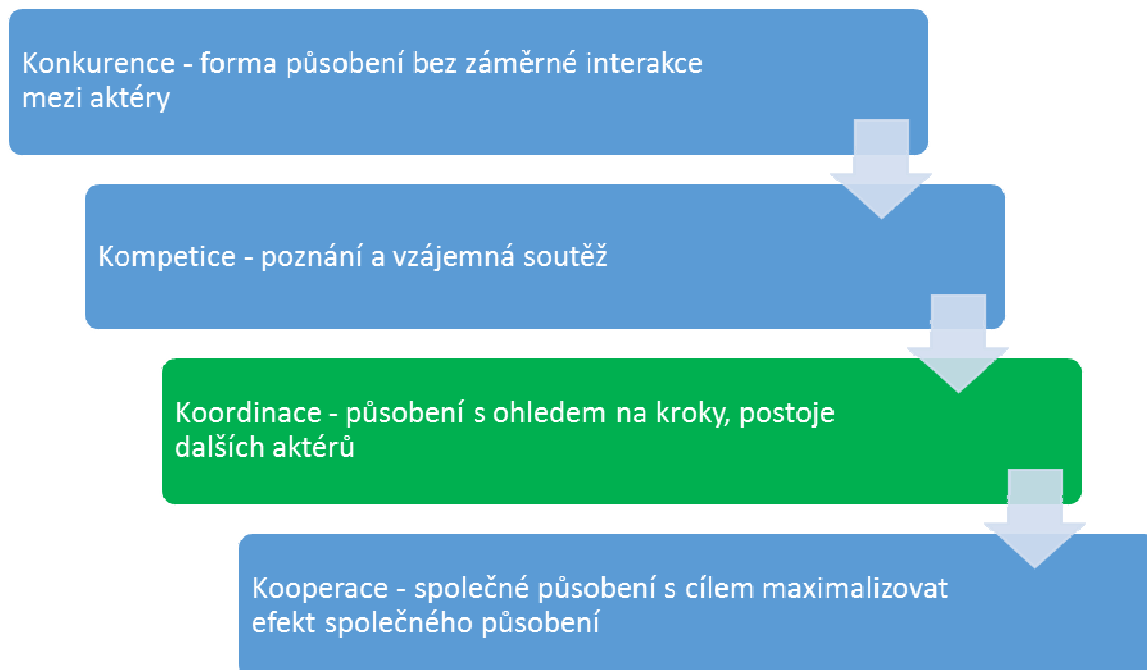 Konkurence - forma působení bez záměrné interakce
mezi aktéry
Kompetice - poznání a vzájemná soutěž
Koordinace - působení s ohledem na kroky, postoje
dalších aktérů
Kooperace - společné působení s cílem maximalizovat
efekt společného působení